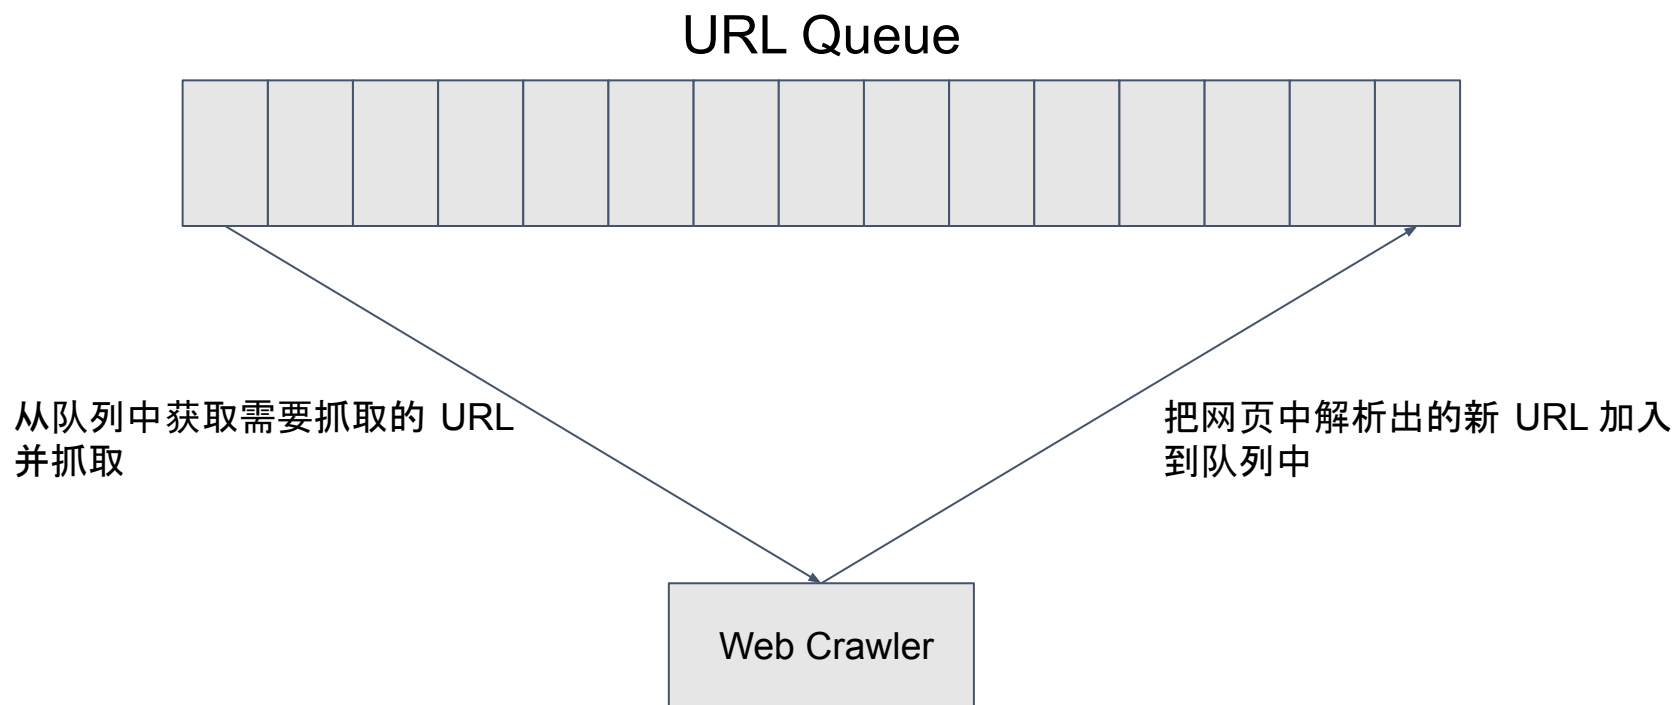 URL Queue
从队列中获取需要抓取的 URL
并抓取
把网页中解析出的新 URL 加入
到队列中
Web Crawler